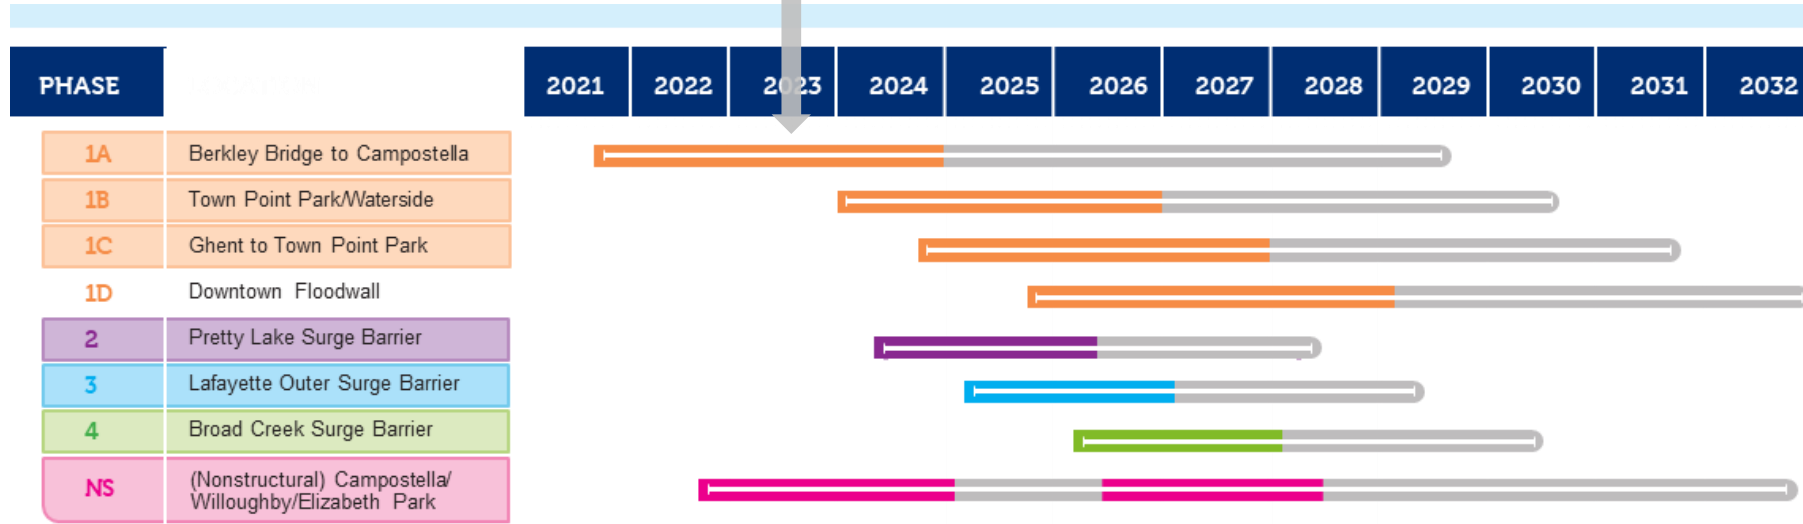 PHASE 2021 2022 2023 2024 2025 2026 2027 2028 2029 2030 2031 2032
1A Berkley Bridge to Campostella
1B Town Point Park/Waterside
1C Ghent to Town Point Park
1D Downtown Floodwall
2 Pretty Lake Surge Barrier
3 Lafayette Outer Surge Barrier
4 Broad Creek Surge Barrier
NS (Nonstructural) Campostella/
Willoughby/Elizabeth Park